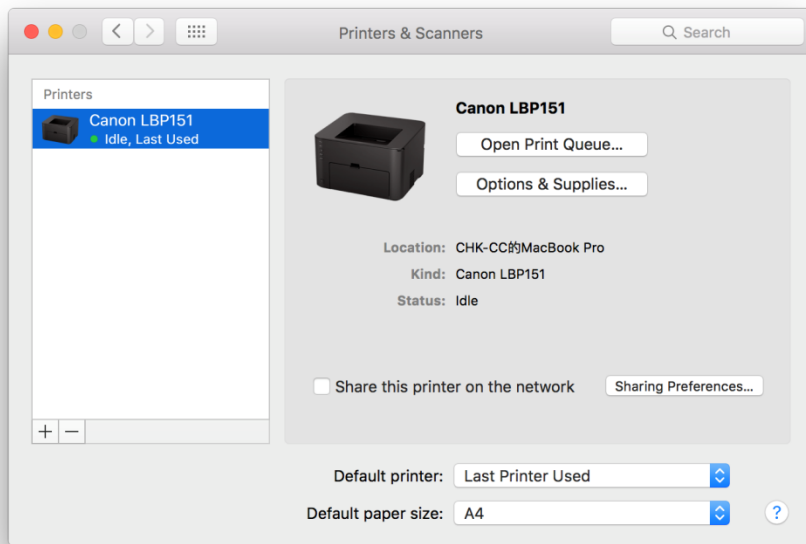 Printers & Scanners
Search
Printers
Canon LBP151
Idle, Last Used
Canon LBP151
Open Print Queue...
Options & Supplies...
Location: CHK-CC的MacBook Pro
Kind: Canon LBP151
Status: Idle
Share this printer on the network
Sharing Preferences...
Default printer: Last Printer Used
Default paper size: A4
?